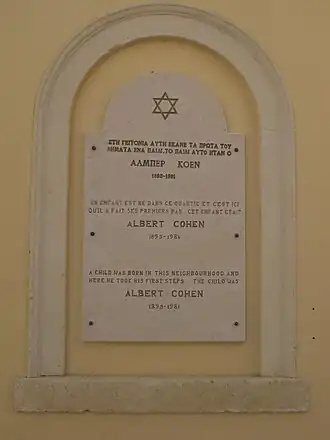 ΣΤΗ ΓΕΙΤΟΝΙΑ ΑΥΤΗ ΕΚΑΝΕ ΤΑ ΠΡΩΤΑ ΤΟΥ
ΒΗΜΑΤΑ ΕΝΑ ΠΑΙΔΙ. ΤΟ ΠΑΙΔΙ ΑΥΤΟ ΗΤΑΝ Ο
ΑΛΜΠΕΡ ΚΟΕΝ
1895-1981
UN ENFANT EST NE DANS CE QUARTIE ET C'EST ICI
QU'IL A FAIT SES PREMIERS PAS. CET ENFANT ETAIT
ALBERT COHEN
1895-1981
A CHILD WAS BORN IN THIS NEIGHBOURHOOD AND
HERE HE TOOK HIS FIRST STEPS. THE CHILD WAS
ALBERT COHEN
1895-1981